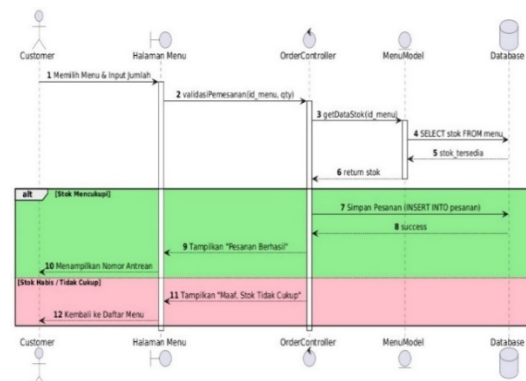 Customer Halaman Menu OrderController MenuModel Database
1 Memilih Menu & Input Jumlah
2 validasiPemesanan(id_menu, qty)
3 getDataStok(id_menu)
4 SELECT stok FROM menu
5 stok_tersedia
6 return stok
alt [Stok Mencukupi]
7 Simpan Pesanan (INSERT INTO pesanan)
8 success
9 Tampilkan "Pesanan Berhasil"
10 Menampilkan Nomor Antrean
[Stok Habis / Tidak Cukup]
11 Tampilkan "Maaf, Stok Tidak Cukup"
12 Kembali ke Daftar Menu
Customer Halaman Menu OrderController MenuModel Database